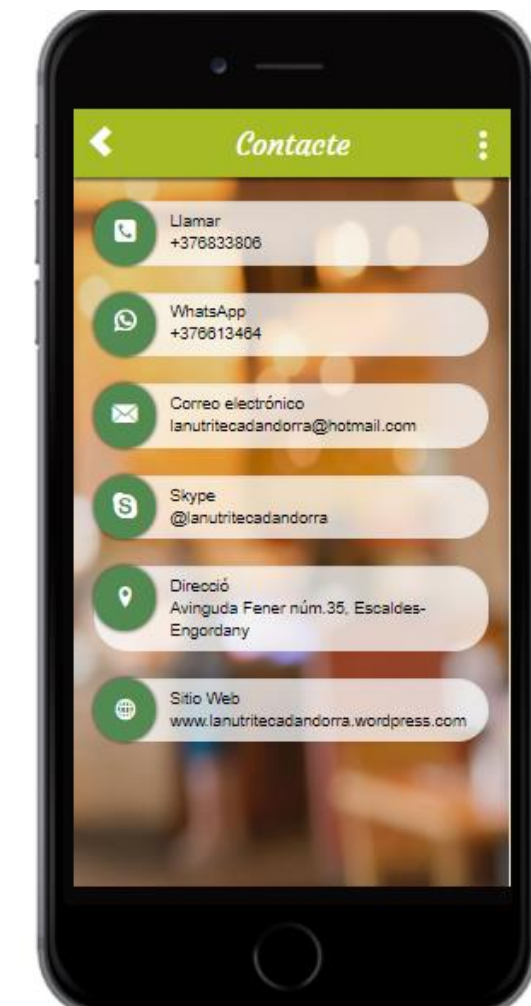 Contacte
Llamar
+376833806
WhatsApp
+376613464
Correo electrónico
lanutritecadandorra@hotmail.com
Skype
@lanutritecadandorra
Direcció
Avinguda Fener núm.35, Escaldes-
Engordany
Sitio Web
www.lanutritecadandorra.wordpress.com